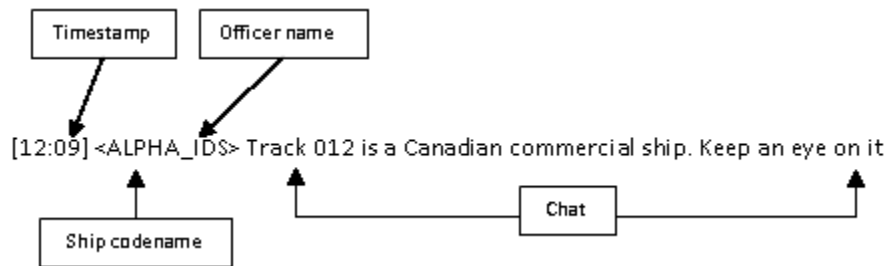 Timestamp
Officer name
[12:09] <ALPHA_IDS> Track 012 is a Canadian commercial ship. Keep an eye on it
Chat
Ship codename